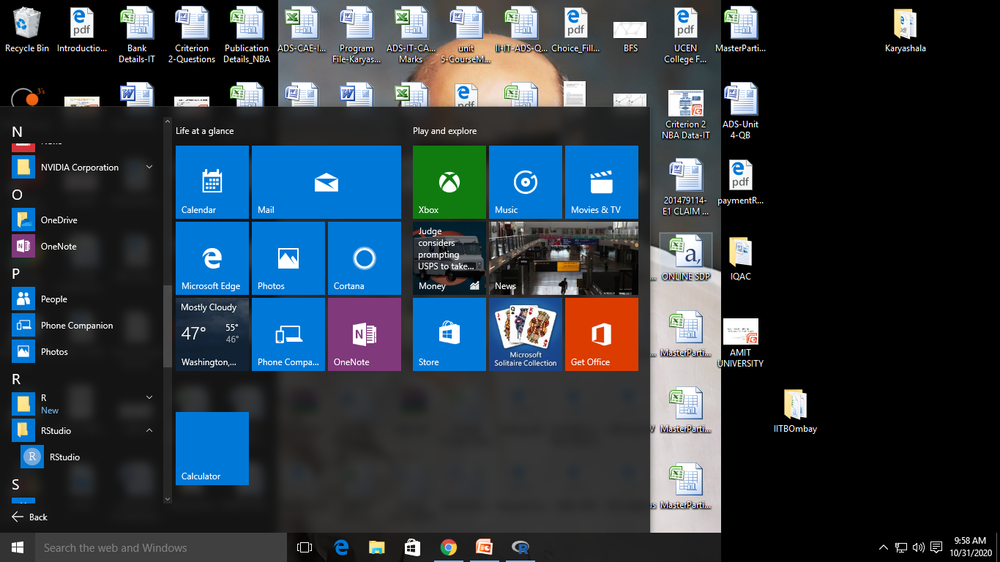 Recycle Bin
Introductio...
Bank
Details-IT
Criterion
2-Questions
Publication
Details_NBA
ADS-CAE-I...
Program
File-Karyas...
ADS-IT-CA...
Marks
unit
5-CourseM...
II-IT-ADS-Q...
Choice_Fill...
BFS
UCEN
College F...
MasterParti...
Karyashala
3's
Criterion 2
NBA Data-IT
ADS-Unit
4-QB
201479114-
E1 CLAIM ...
paymentR...
ONLINE SDP
IQAC
MasterParti...
AMIT
UNIVERSITY
MasterParti...
IITBOmbay
MasterParti...
N
NVIDIA Corporation
O
OneDrive
OneNote
P
People
Phone Companion
Photos
R
R
New
RStudio
RStudio
S
Back
Life at a glance
Calendar
Mail
Microsoft Edge
Photos
Cortana
Mostly Cloudy
47°
55°
46°
Washington,...
Phone Compa...
OneNote
Calculator
Play and explore
Xbox
Music
Movies & TV
Judge
considers
prompting
USPS to take...
Money
News
Store
Microsoft
Solitaire Collection
Get Office
Search the web and Windows
9:58 AM
10/31/2020